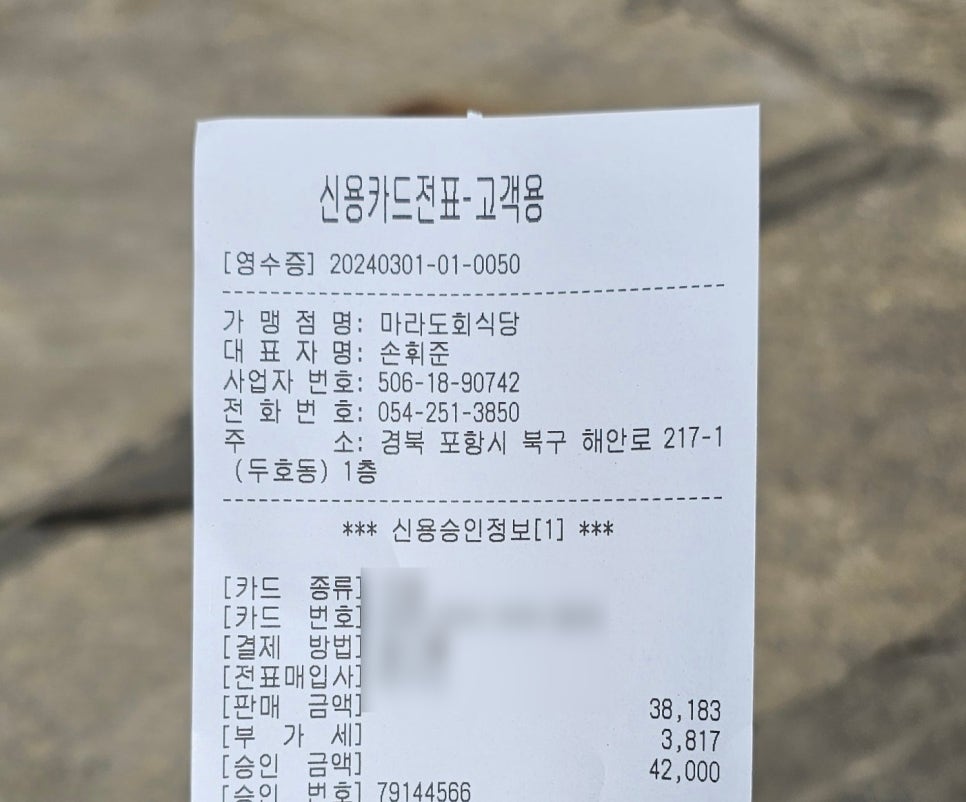 신용카드전표-고객용
[영수증] 20240301-01-0050
가 맹 점 명: 마라도회식당
대 표 자 명: 손휘준
사업자 번호: 506-18-90742
전 화 번 호: 054-251-3850
주 소: 경북 포항시 북구 해안로 217-1
(두호동) 1층
*** 신용승인정보[1] ***
[카드 종류]
[카드 번호]
[결제 방법]
[전표매입사]
[판매 금액] 38,183
[부 가 세] 3,817
[승인 금액] 42,000
[승인 번호] 79144566